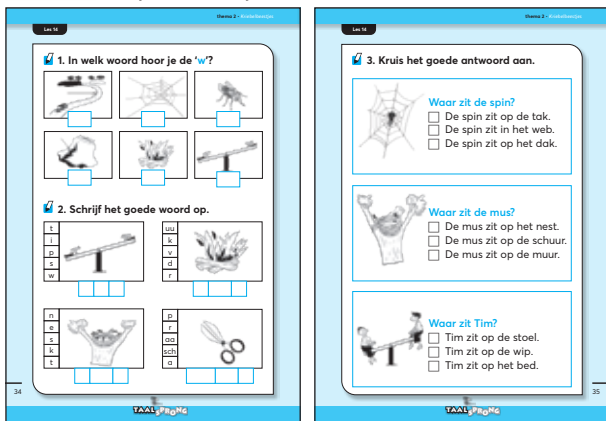 thema 2 - Kriebelbeestjes
Les 14
1. In welk woord hoor je de ‘w’?
2. Schrijf het goede woord op.
t
i
p
s
w
uu
k
v
d
r
n
e
s
k
t
p
r
aa
sch
a
34
TAALSPRONG
thema 2 - Kriebelbeestjes
Les 14
3. Kruis het goede antwoord aan.
Waar zit de spin?
De spin zit op de tak.
De spin zit in het web.
De spin zit op het dak.
Waar zit de mus?
De mus zit op het nest.
De mus zit op de schuur.
De mus zit op de muur.
Waar zit Tim?
Tim zit op de stoel.
Tim zit op de wip.
Tim zit op het bed.
35
TAALSPRONG